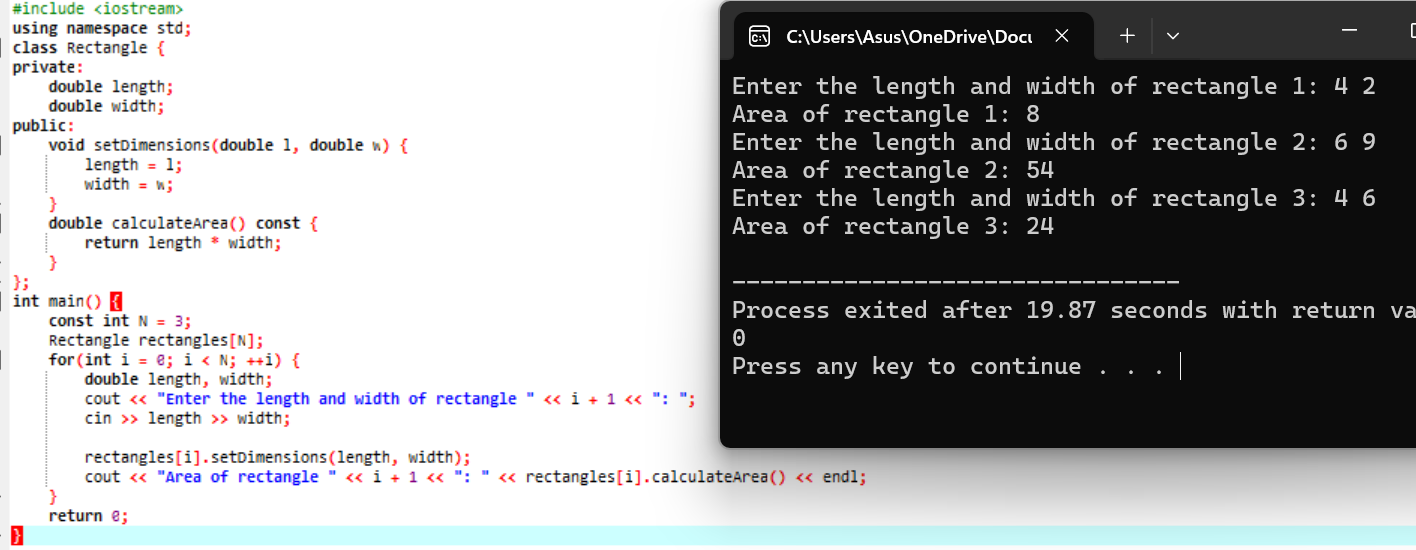 #include <iostream>
using namespace std;
class Rectangle {
private:
    double length;
    double width;
public:
    void setDimensions(double l, double w) {
        length = l;
        width = w;
    }
    double calculateArea() const {
        return length * width;
    }
};
int main() {
    const int N = 3;
    Rectangle rectangles[N];
    for(int i = 0; i < N; ++i) {
        double length, width;
        cout << "Enter the length and width of rectangle " << i + 1 << ": ";
        cin >> length >> width;

        rectangles[i].setDimensions(length, width);
        cout << "Area of rectangle " << i + 1 << ": " << rectangles[i].calculateArea() << endl;
    }
    return 0;
}
C:\Users\Asus\OneDrive\Docu
Enter the length and width of rectangle 1: 4 2
Area of rectangle 1: 8
Enter the length and width of rectangle 2: 6 9
Area of rectangle 2: 54
Enter the length and width of rectangle 3: 4 6
Area of rectangle 3: 24

--------------------------------
Process exited after 19.87 seconds with return va
0
Press any key to continue . . .